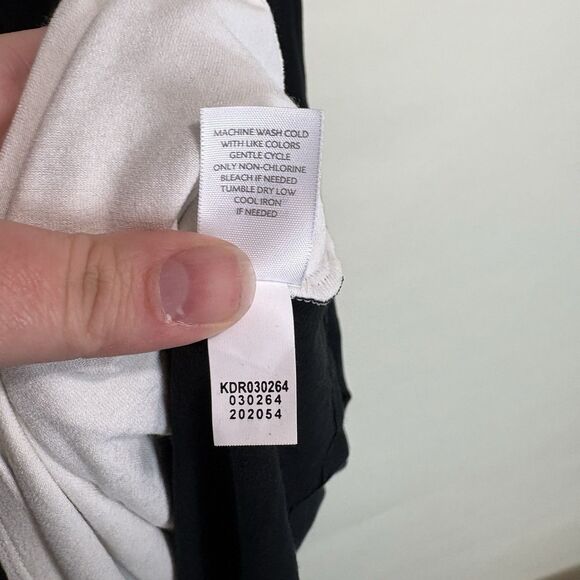 MACHINE WASH COLD
WITH LIKE COLORS
GENTLE CYCLE
ONLY NON-CHLORINE
BLEACH IF NEEDED
TUMBLE DRY LOW
COOL IRON
IF NEEDED
KDR030264
030264
202054